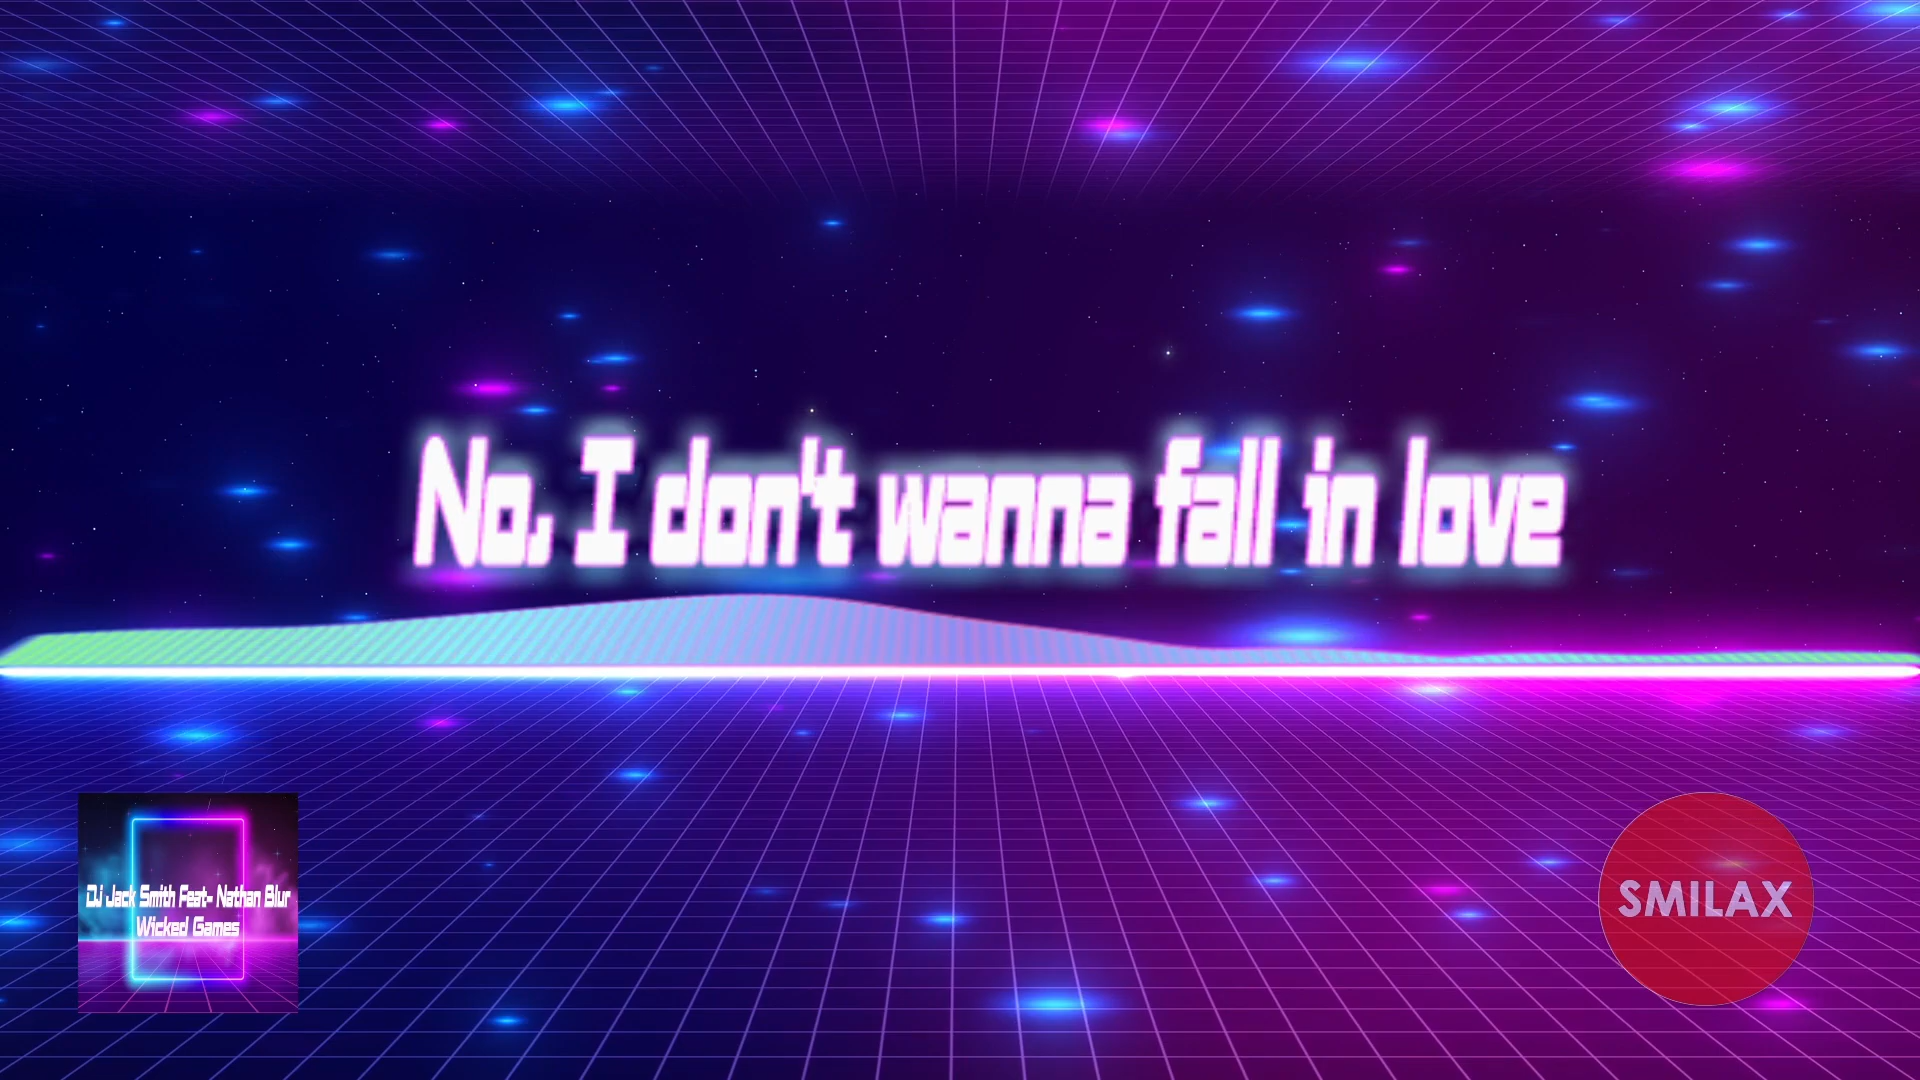 No, I don't wanna fall in love
DJ Jack Smith Feat- Nathan Blur
Wicked Games
SMILAX